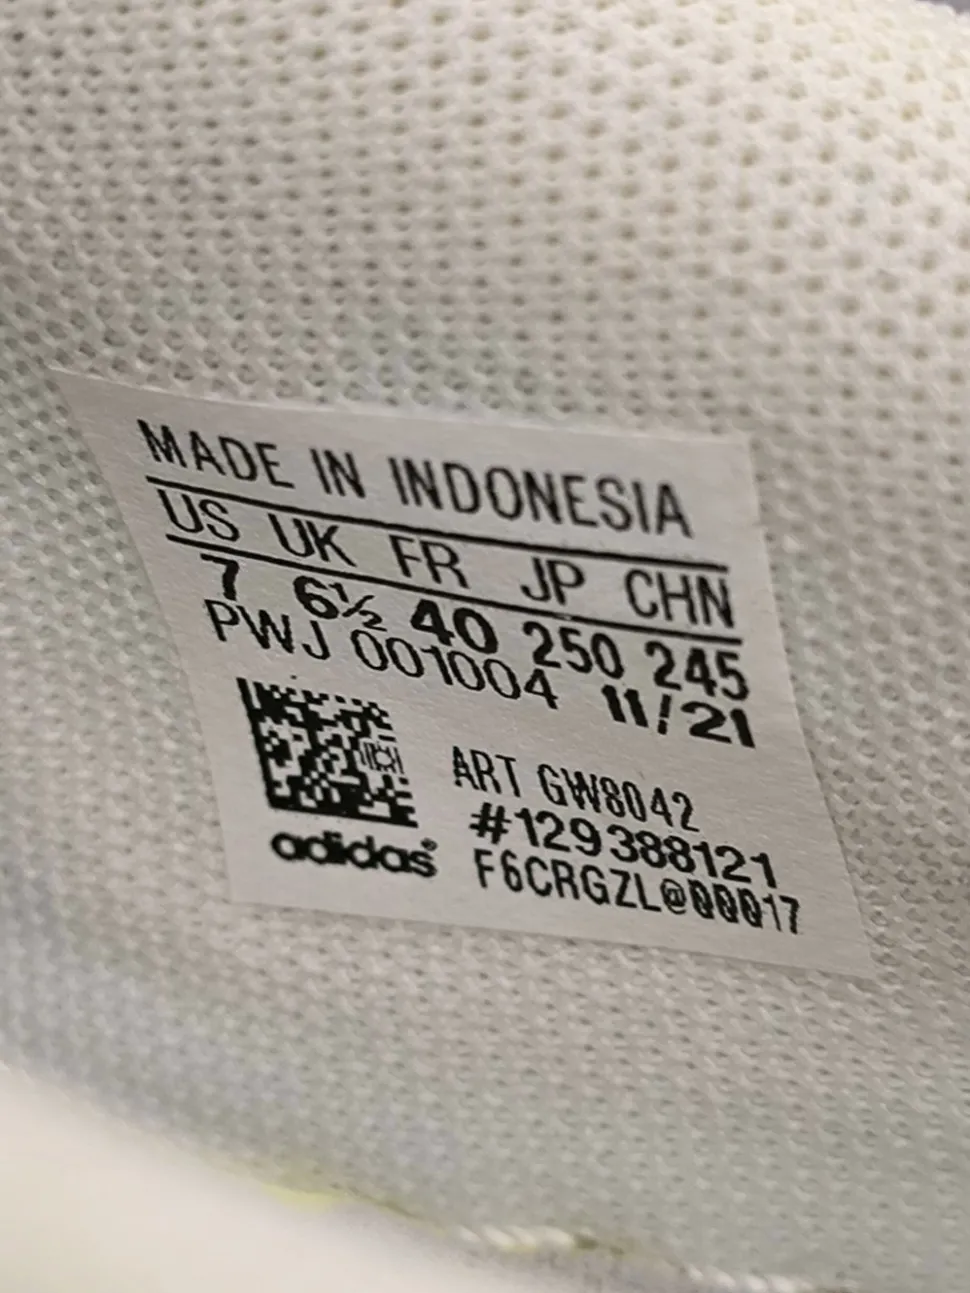 MADE IN INDONESIA
US UK FR JP CHN
7 6½ 40 250 245
PWJ 001004 11/21
ART GW8042
#129388121
adidas® F6CRGZL@00017